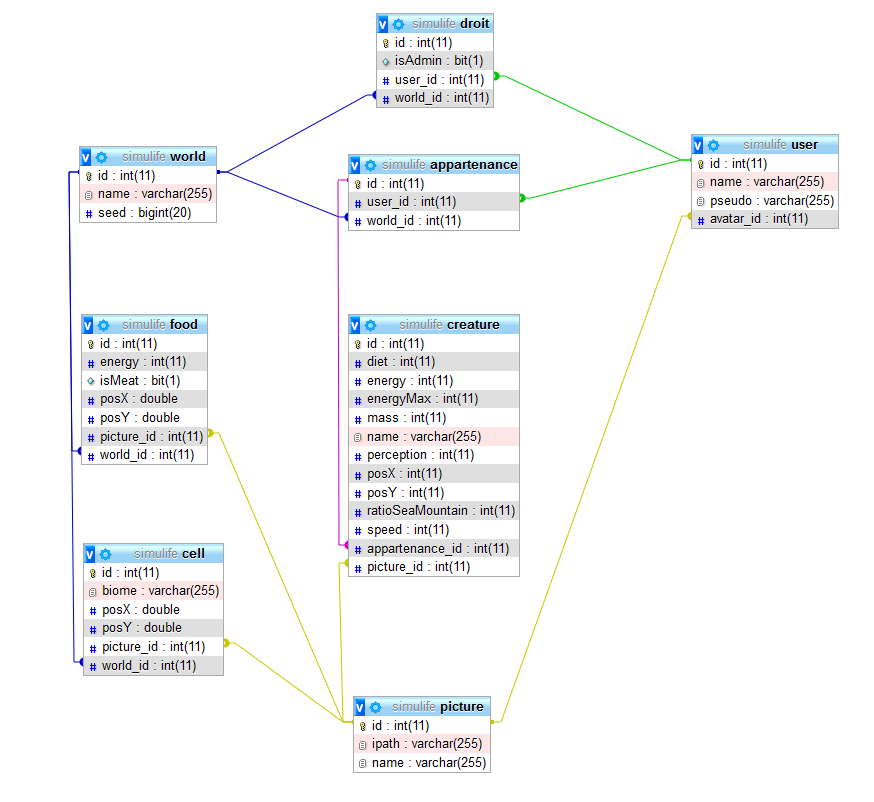 simulife droit
id : int(11)
isAdmin : bit(1)
user_id : int(11)
world_id : int(11)
simulife world
id : int(11)
name : varchar(255)
seed : bigint(20)
simulife appartenance
id : int(11)
user_id : int(11)
world_id : int(11)
simulife user
id : int(11)
name : varchar(255)
pseudo : varchar(255)
avatar_id : int(11)
simulife food
id : int(11)
energy : int(11)
isMeat : bit(1)
posX : double
posY : double
picture_id : int(11)
world_id : int(11)
simulife creature
id : int(11)
diet : int(11)
energy : int(11)
energyMax : int(11)
mass : int(11)
name : varchar(255)
perception : int(11)
posX : int(11)
posY : int(11)
ratioSeaMountain : int(11)
speed : int(11)
appartenance_id : int(11)
picture_id : int(11)
simulife cell
id : int(11)
biome : varchar(255)
posX : double
posY : double
picture_id : int(11)
world_id : int(11)
simulife picture
id : int(11)
ipath : varchar(255)
name : varchar(255)